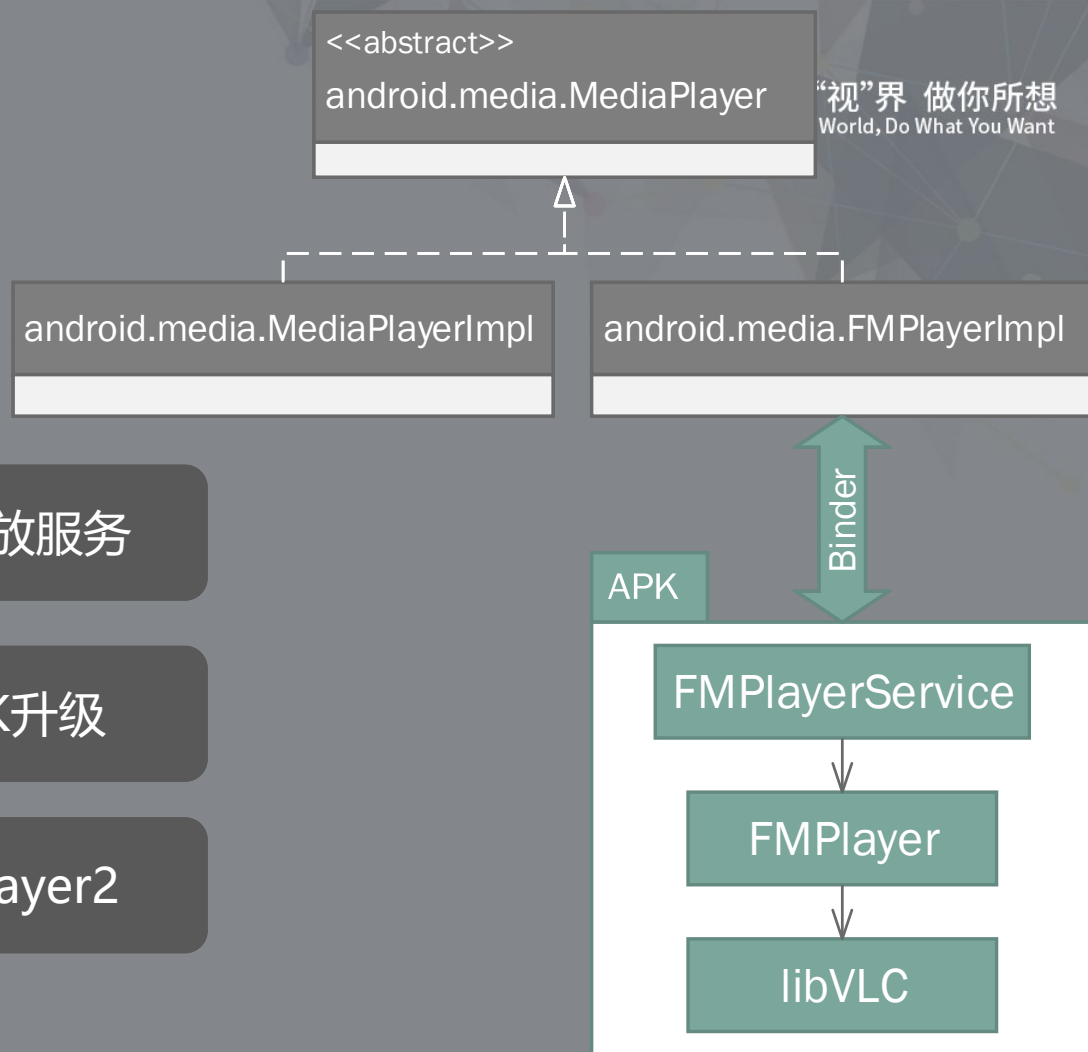 <<abstract>>
android.media.MediaPlayer
“视”界 做你所想
World, Do What You Want
android.media.MediaPlayerImpl
android.media.FMPlayerImpl
放服务
Binder
APK
FMPlayerService
K升级
FMPlayer
ayer2
libVLC